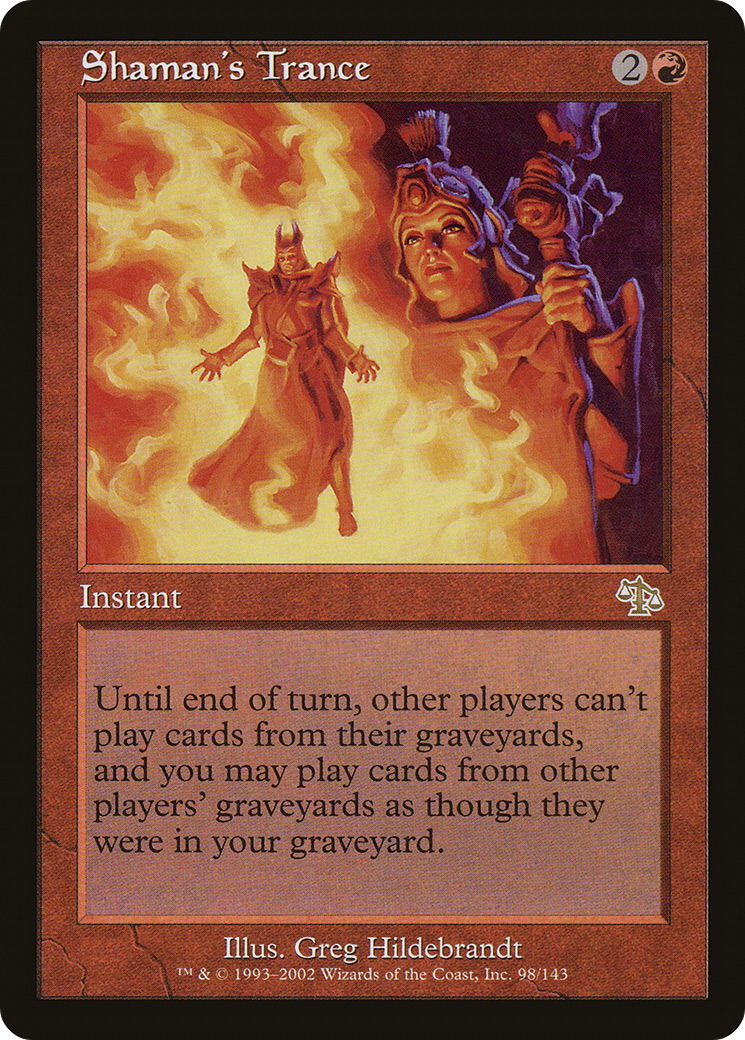 Shaman's Trance 2
Instant
Until end of turn, other players can't
play cards from their graveyards,
and you may play cards from other
players' graveyards as though they
were in your graveyard.
Illus. Greg Hildebrandt
™ & © 1993–2002 Wizards of the Coast, Inc. 98/143